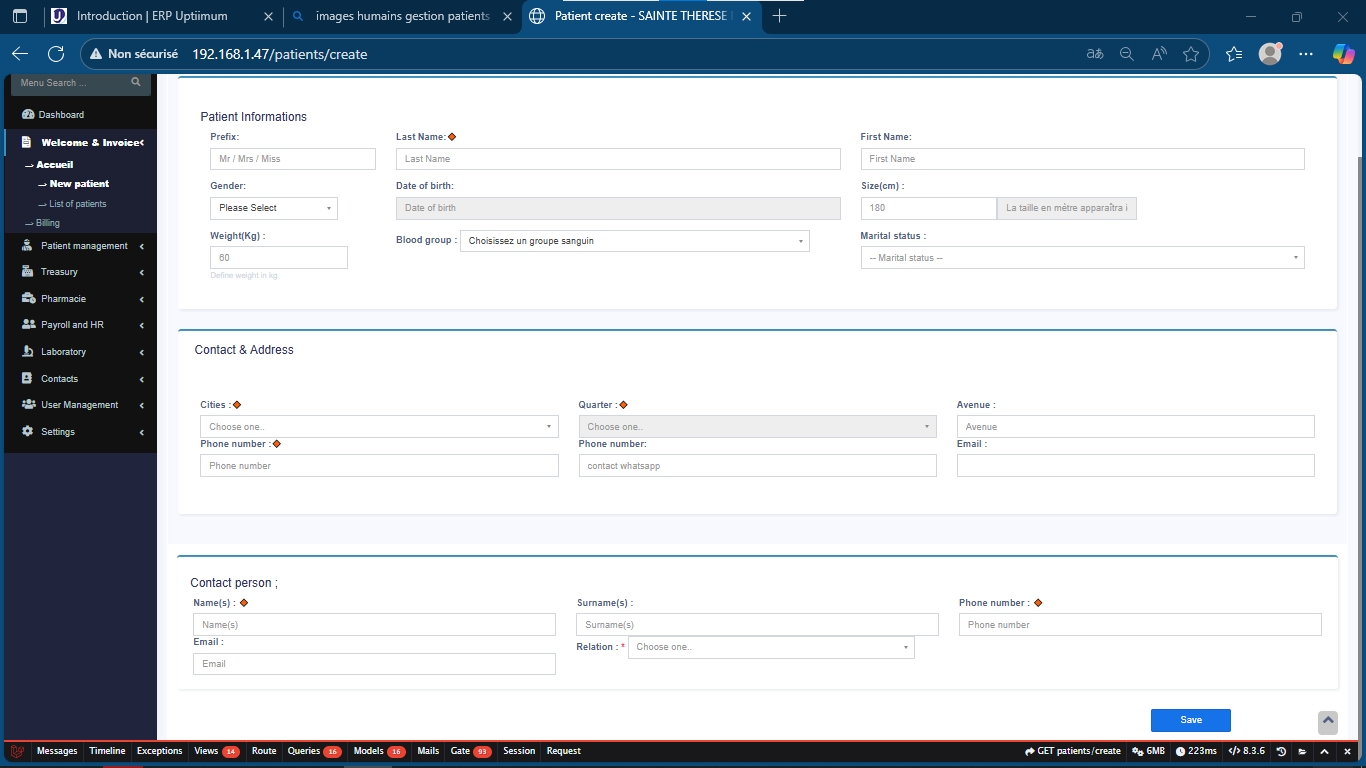 Introduction | ERP Uptiimum
images humains gestion patients
Patient create - SAINTE THERESE
Non sécurisé 192.168.1.47/patients/create
Menu Search ...
Dashboard
Welcome & Invoice
Accueil
New patient
List of patients
Billing
Patient management
Treasury
Pharmacie
Payroll and HR
Laboratory
Contacts
User Management
Settings
Patient Informations
Prefix: Last Name: First Name:
Mr / Mrs / Miss Last Name First Name
Gender: Date of birth: Size(cm) :
Please Select Date of birth 180 La taille en mètre apparaîtra i
Weight(Kg) : Blood group : Choisissez un groupe sanguin Marital status :
60 -- Marital status --
Define weight in kg
Contact & Address
Cities : Quarter : Avenue :
Choose one.. Choose one.. Avenue
Phone number : Phone number: Email :
Phone number contact whatsapp
Contact person ;
Name(s) : Surname(s) : Phone number :
Name(s) Surname(s) Phone number
Email : Relation : * Choose one..
Email
Save
Messages Timeline Exceptions Views 14 Route Queries 16 Models 16 Mails Gate 93 Session Request GET patients/create 6MB 223ms 8.3.6